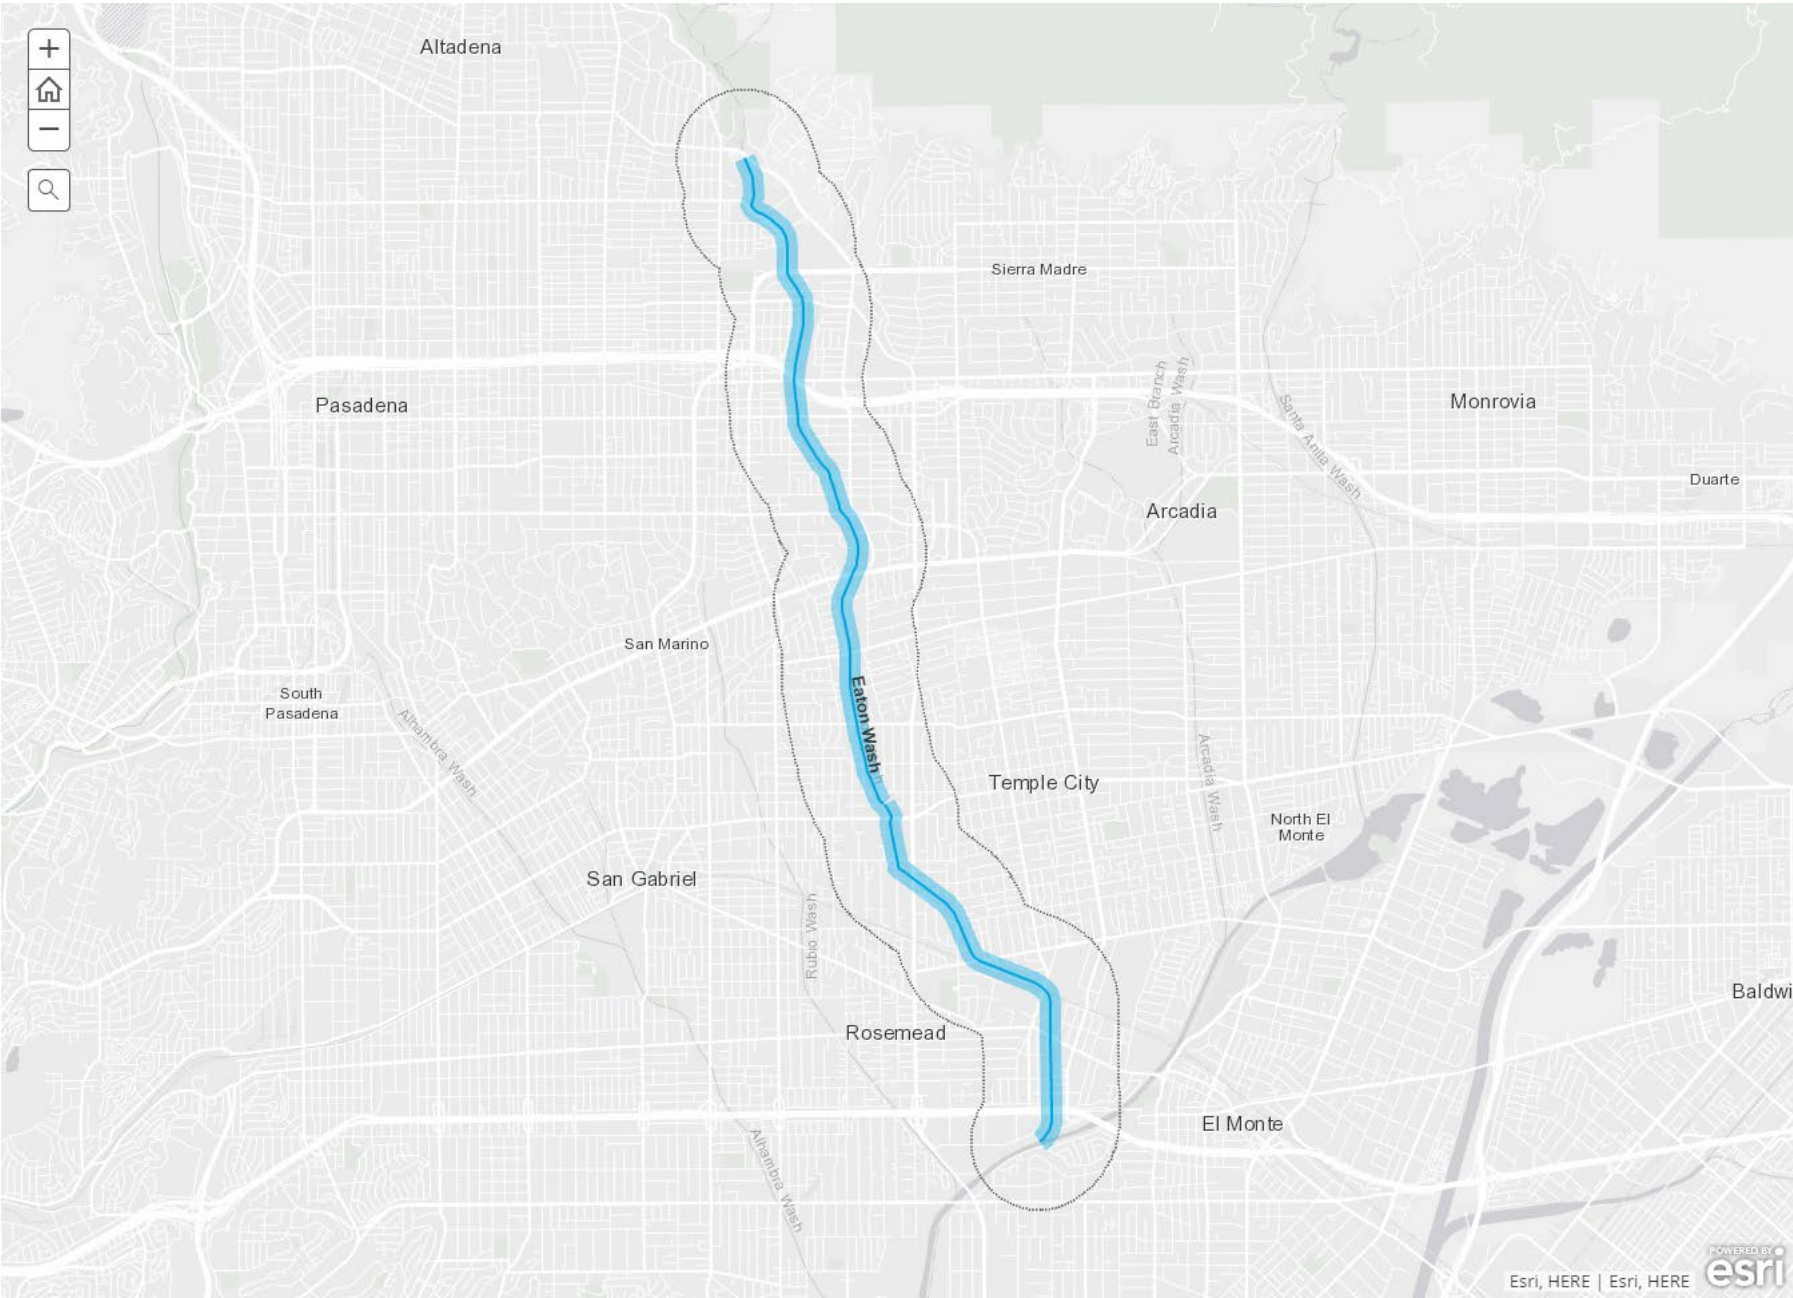 +
−
Altadena
Sierra Madre
Pasadena
East Branch
Arcadia Wash
Santa Anita Wash
Monrovia
Duarte
Arcadia
San Marino
South
Pasadena
Alhambra Wash
Eaton Wash
Arcadia Wash
Temple City
North El
Monte
San Gabriel
Rubio Wash
Baldwi
Rosemead
El Monte
Alhambra Wash
POWERED BY
esri
Esri, HERE | Esri, HERE